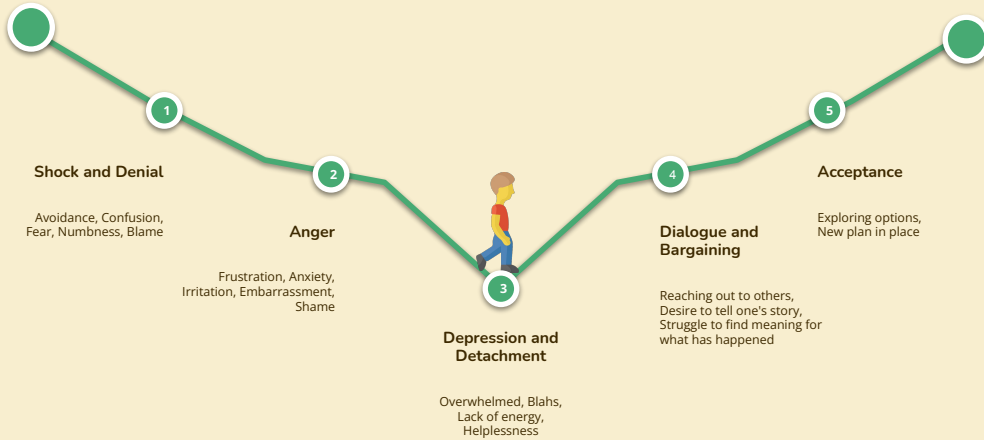 1
Shock and Denial
Avoidance, Confusion,
Fear, Numbness, Blame
2
Anger
Frustration, Anxiety,
Irritation, Embarrassment,
Shame
3
Depression and
Detachment
Overwhelmed, Blahs,
Lack of energy,
Helplessness
4
Dialogue and
Bargaining
Reaching out to others,
Desire to tell one's story,
Struggle to find meaning for
what has happened
5
Acceptance
Exploring options,
New plan in place